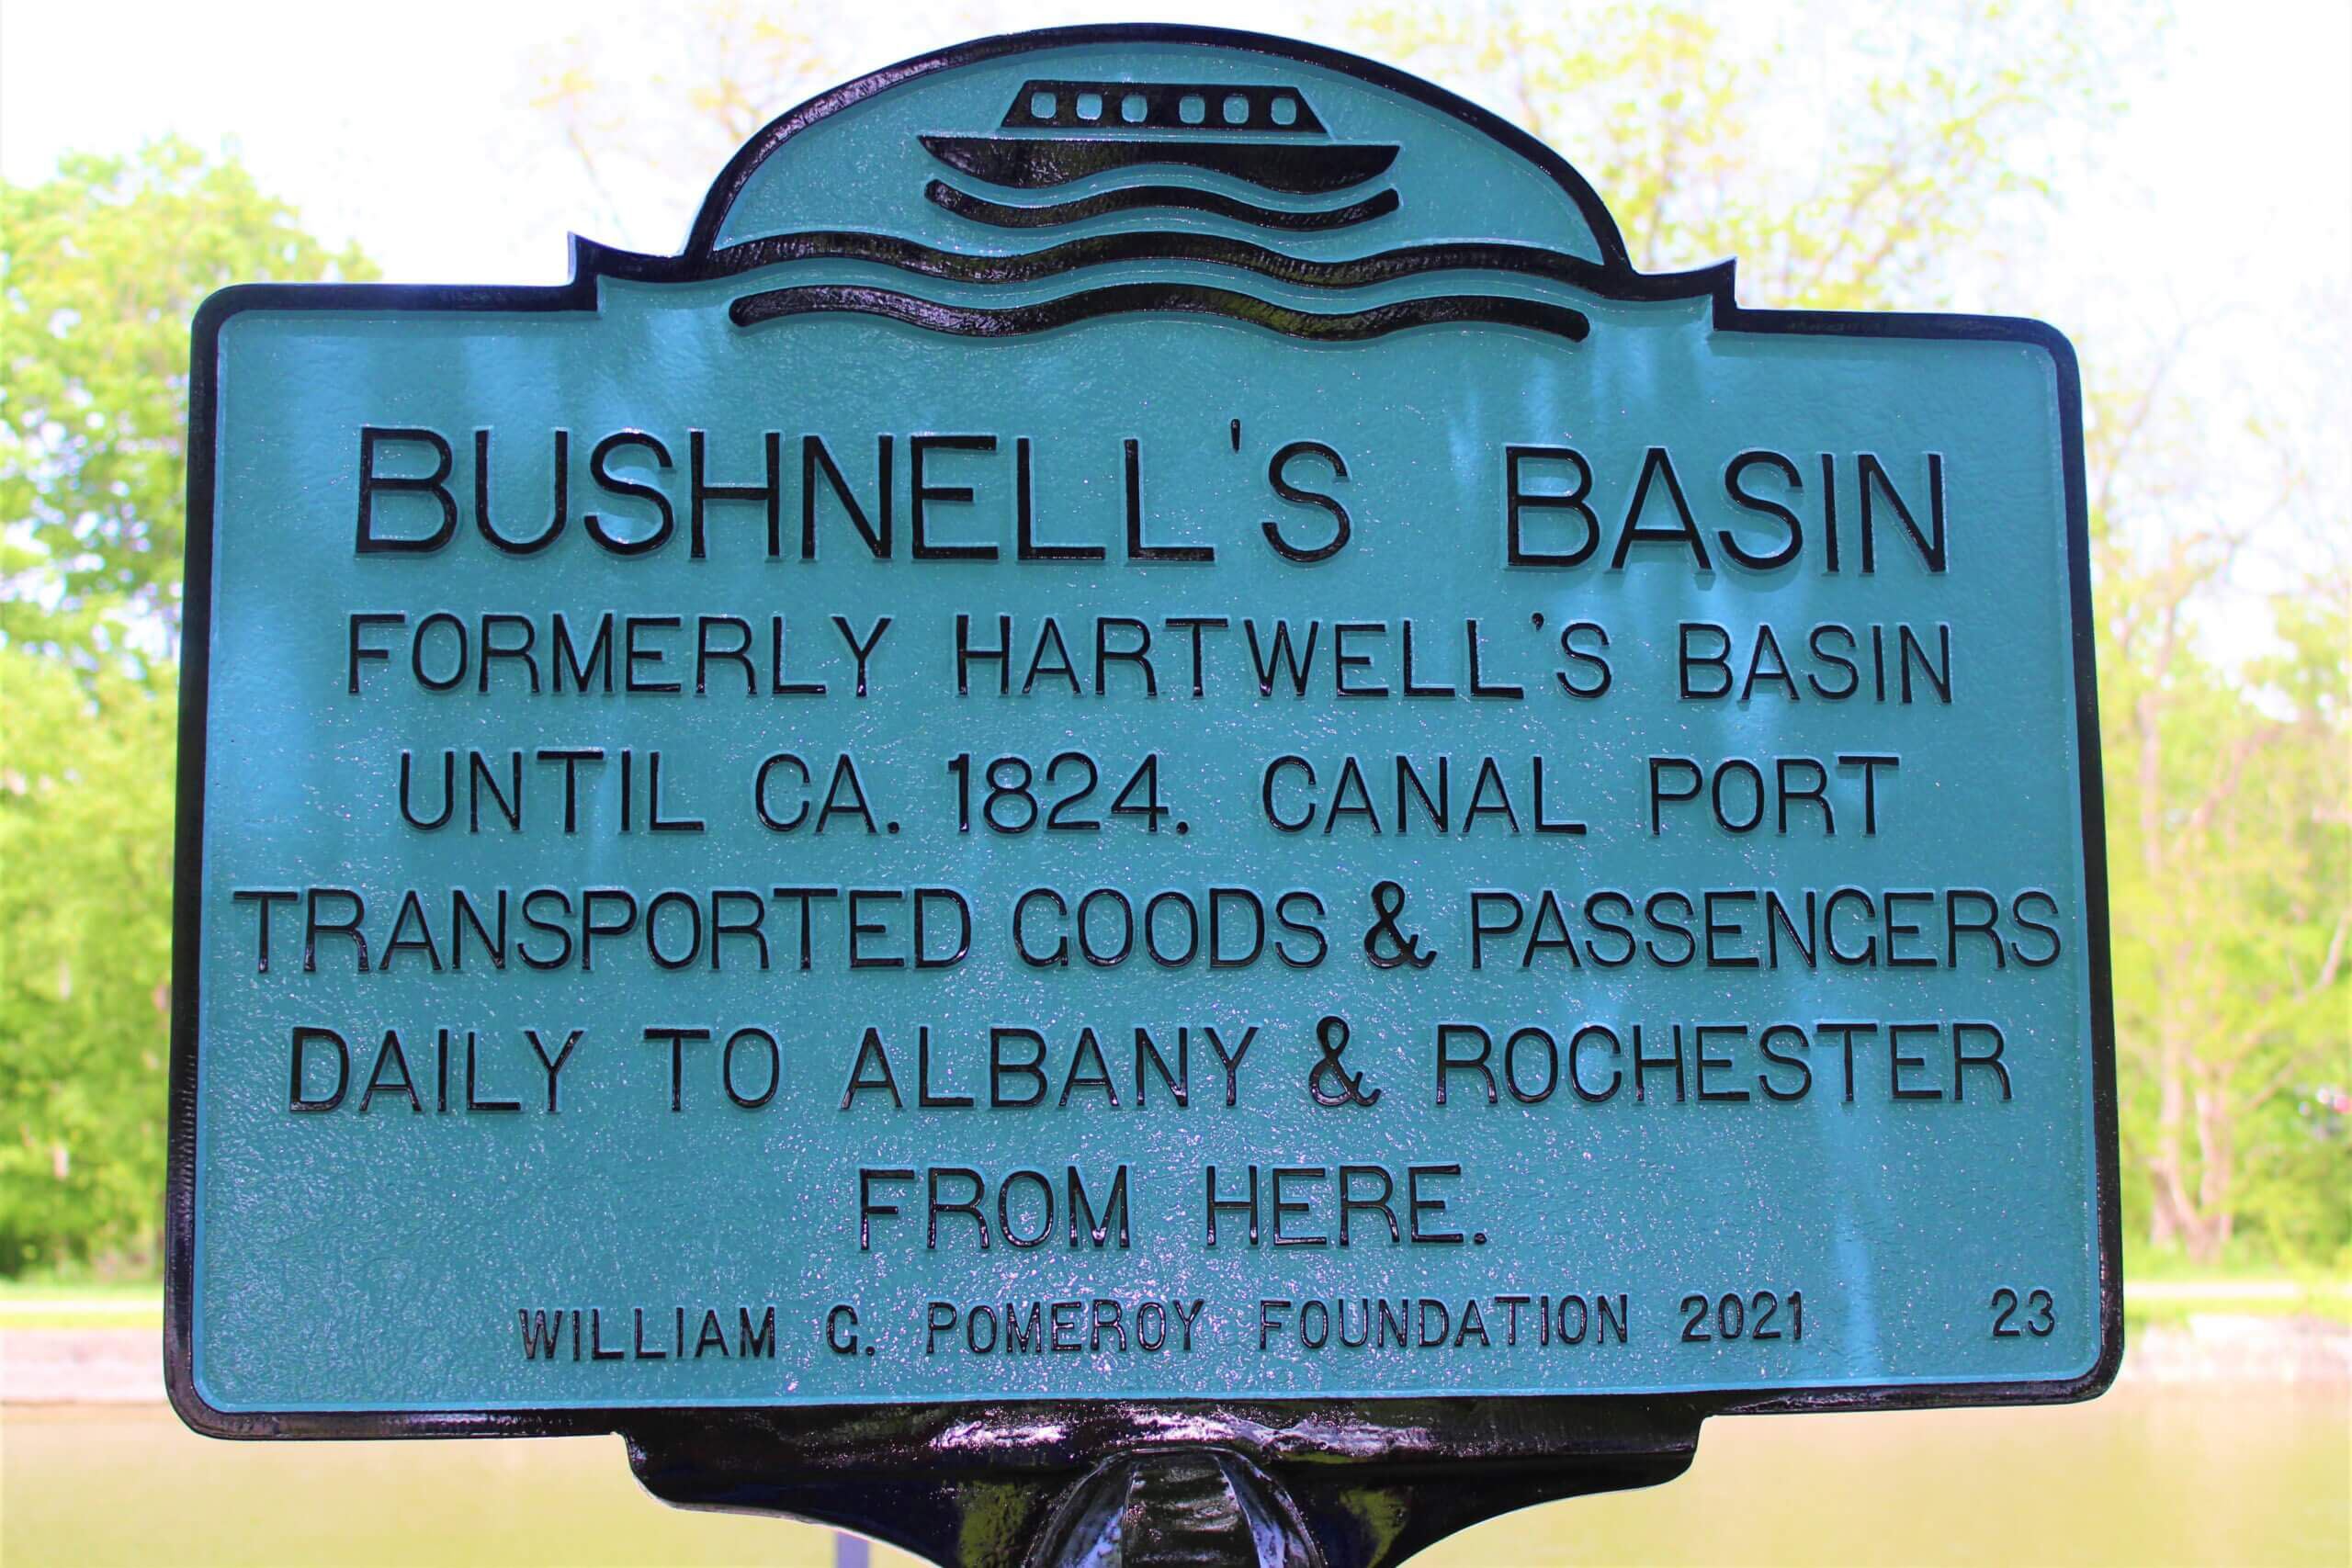 BUSHNELL'S BASIN
FORMERLY HARTWELL'S BASIN
UNTIL CA. 1824. CANAL PORT
TRANSPORTED GOODS & PASSENGERS
DAILY TO ALBANY & ROCHESTER
FROM HERE.
WILLIAM G. POMEROY FOUNDATION 2021 23